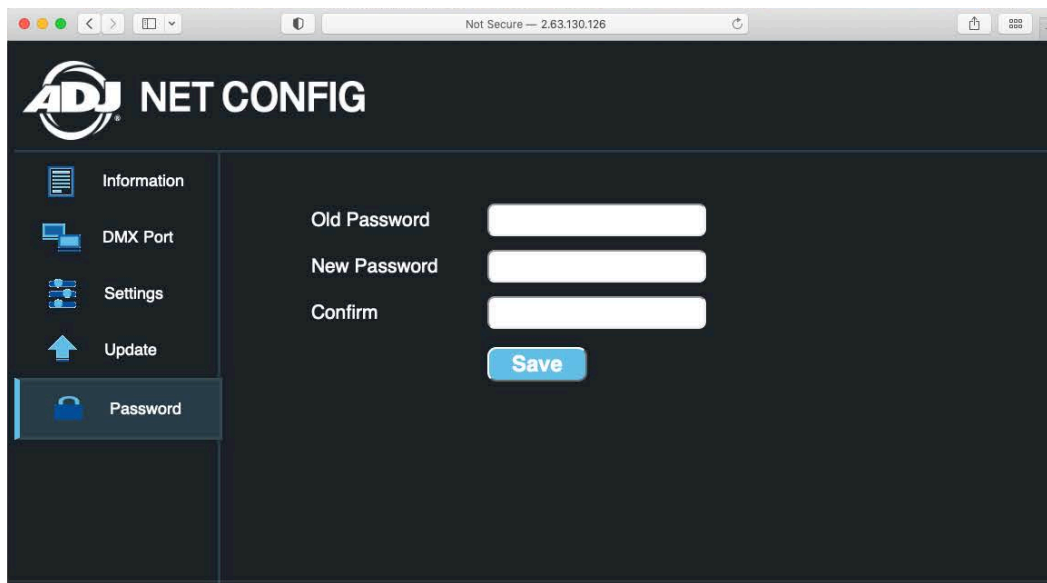 Not Secure — 2.63.130.126
ADJ® NET CONFIG
Information
DMX Port
Settings
Update
Password
Old Password
New Password
Confirm
Save